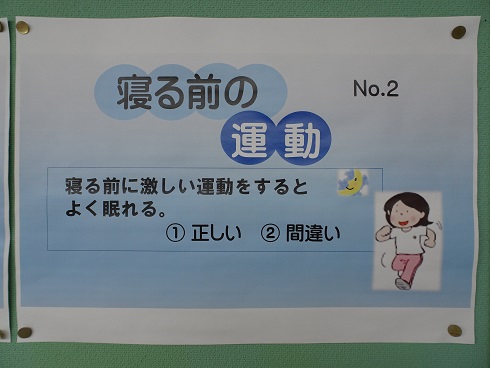 寝る前の
No.2
運動
寝る前に激しい運動をすると
よく眠れる。
① 正しい ② 間違い